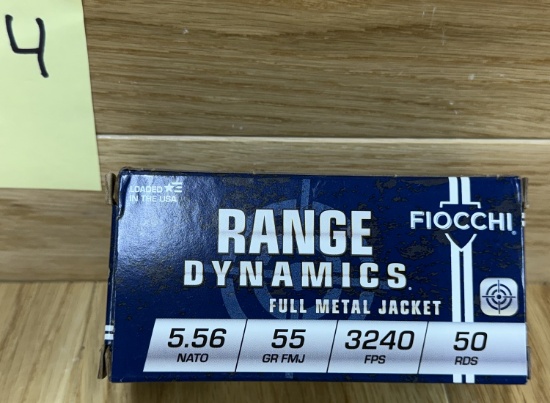 4
LOADED
IN THE USA
RANGE
DYNAMICS
FULL METAL JACKET
FIOCCHI
5.56
NATO
55
GR FMJ
3240
FPS
50
RDS